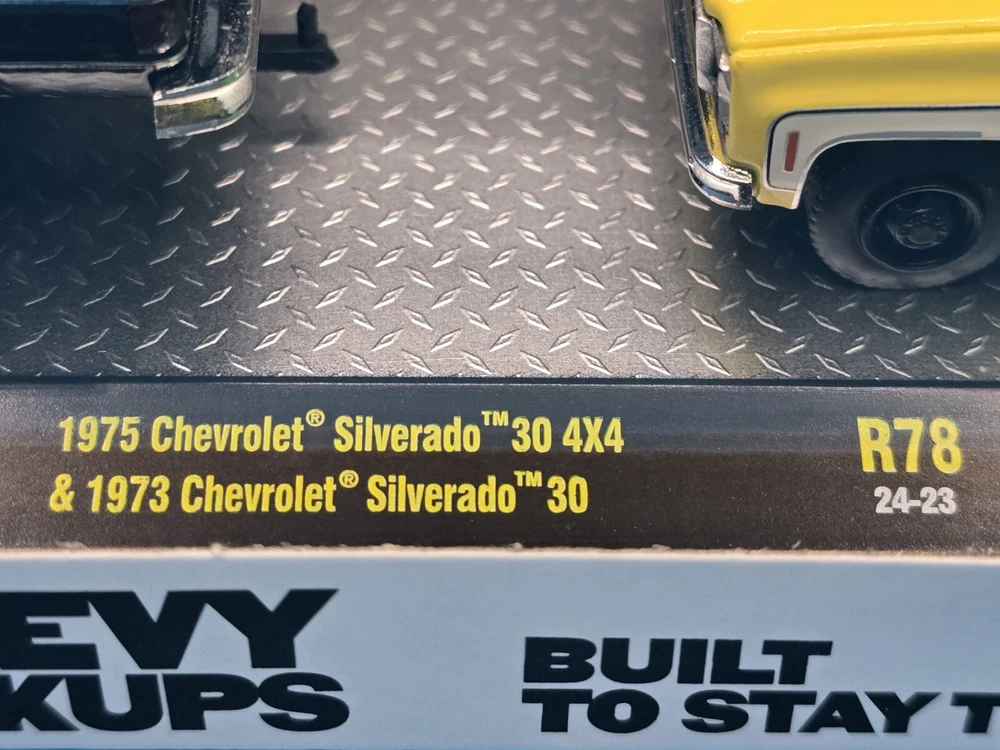 1975 Chevrolet® Silverado™ 30 4X4
& 1973 Chevrolet® Silverado™ 30
R78
24-23
EVY
KUPS
BUILT
TO STAY T